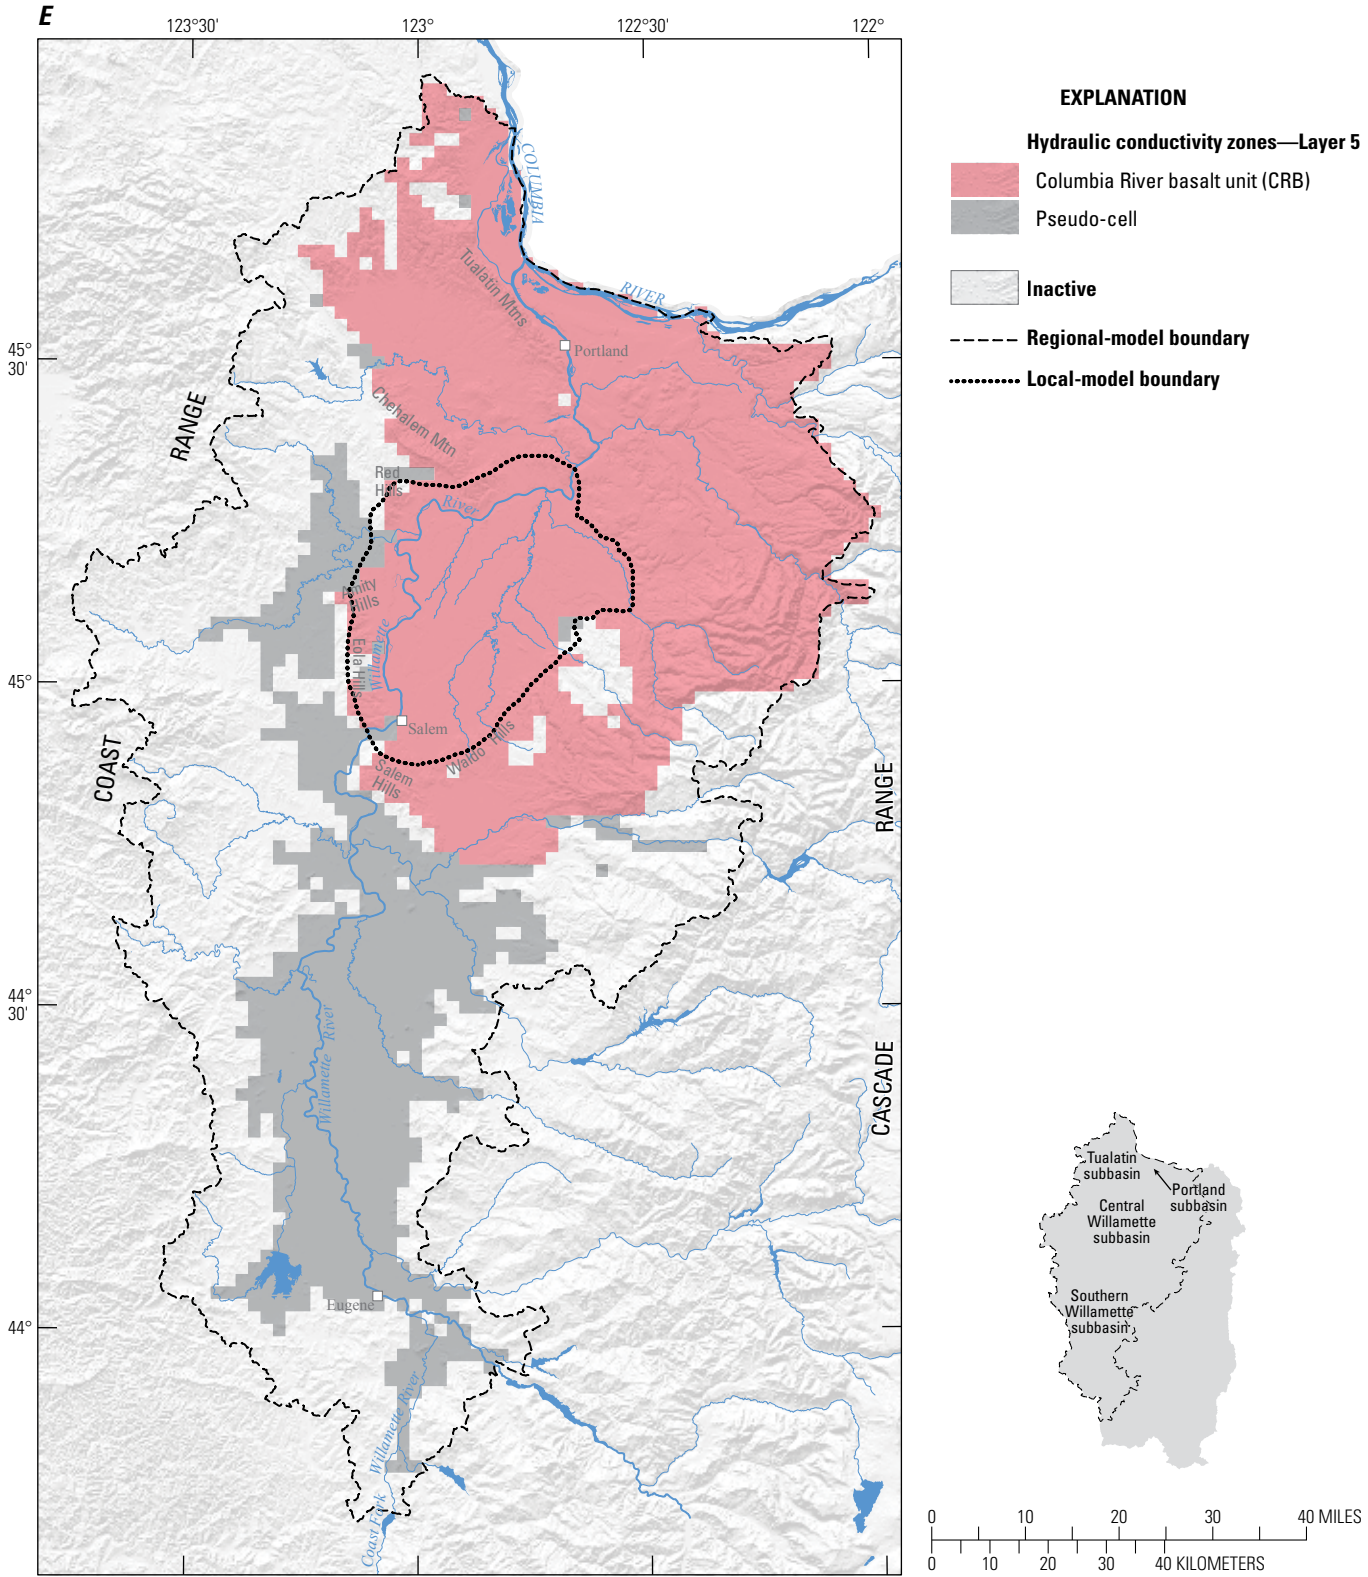 E
123°30'
123°
122°30'
122°
EXPLANATION
Hydraulic conductivity zones—Layer 5
Columbia River basalt unit (CRB)
Pseudo-cell
Inactive
Regional-model boundary
Local-model boundary
COLUMBIA
RIVER
Tualatin Mtns
Portland
45°
30'
Chehalem Mtn
RANGE
Red
Hills
River
Amity
Hills
Willamette
Eola Hills
45°
Salem
Waldo Hills
Salem
Hills
COAST
RANGE
44°
30'
Willamette River
CASCADE
Eugene
44°
Coast Fork Willamette River
Tualatin
subbasin
Portland
subbasin
Central
Willamette
subbasin
Southern
Willamette
subbasin
0 10 20 30 40 MILES
0 10 20 30 40 KILOMETERS